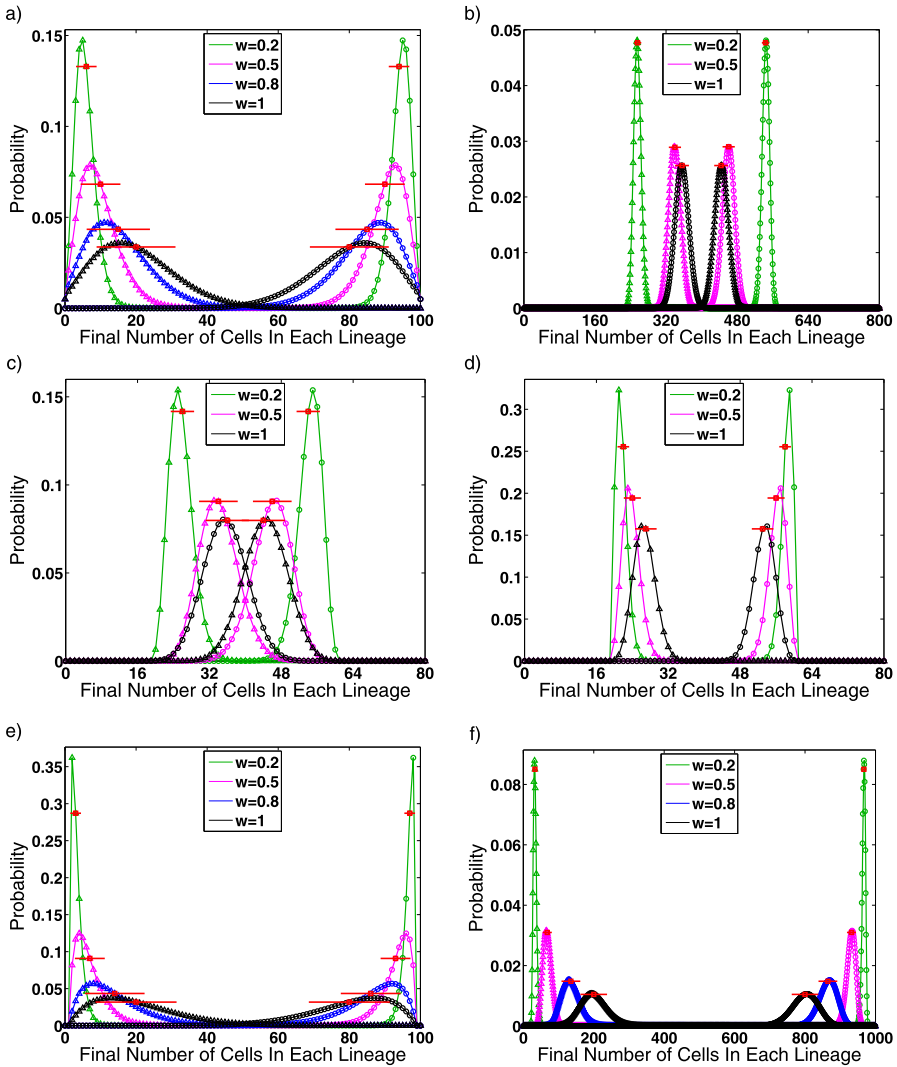 a)
0.15
0.1
0.05
0
Probability
w=0.2
w=0.5
w=0.8
w=1
0 20 40 60 80 100
Final Number of Cells In Each Lineage
b)
0.05
0.04
0.03
0.02
0.01
0
Probability
w=0.2
w=0.5
w=1
0 160 320 480 640 800
Final Number of Cells In Each Lineage
c)
0.15
0.1
0.05
0
Probability
w=0.2
w=0.5
w=1
0 16 32 48 64 80
Final Number of Cells In Each Lineage
d)
0.3
0.25
0.2
0.15
0.1
0.05
0
Probability
w=0.2
w=0.5
w=1
0 16 32 48 64 80
Final Number of Cells In Each Lineage
e)
0.35
0.3
0.25
0.2
0.15
0.1
0.05
0
Probability
w=0.2
w=0.5
w=0.8
w=1
0 20 40 60 80 100
Final Number of Cells In Each Lineage
f)
0.08
0.06
0.04
0.02
0
Probability
w=0.2
w=0.5
w=0.8
w=1
0 200 400 600 800 1000
Final Number of Cells In Each Lineage